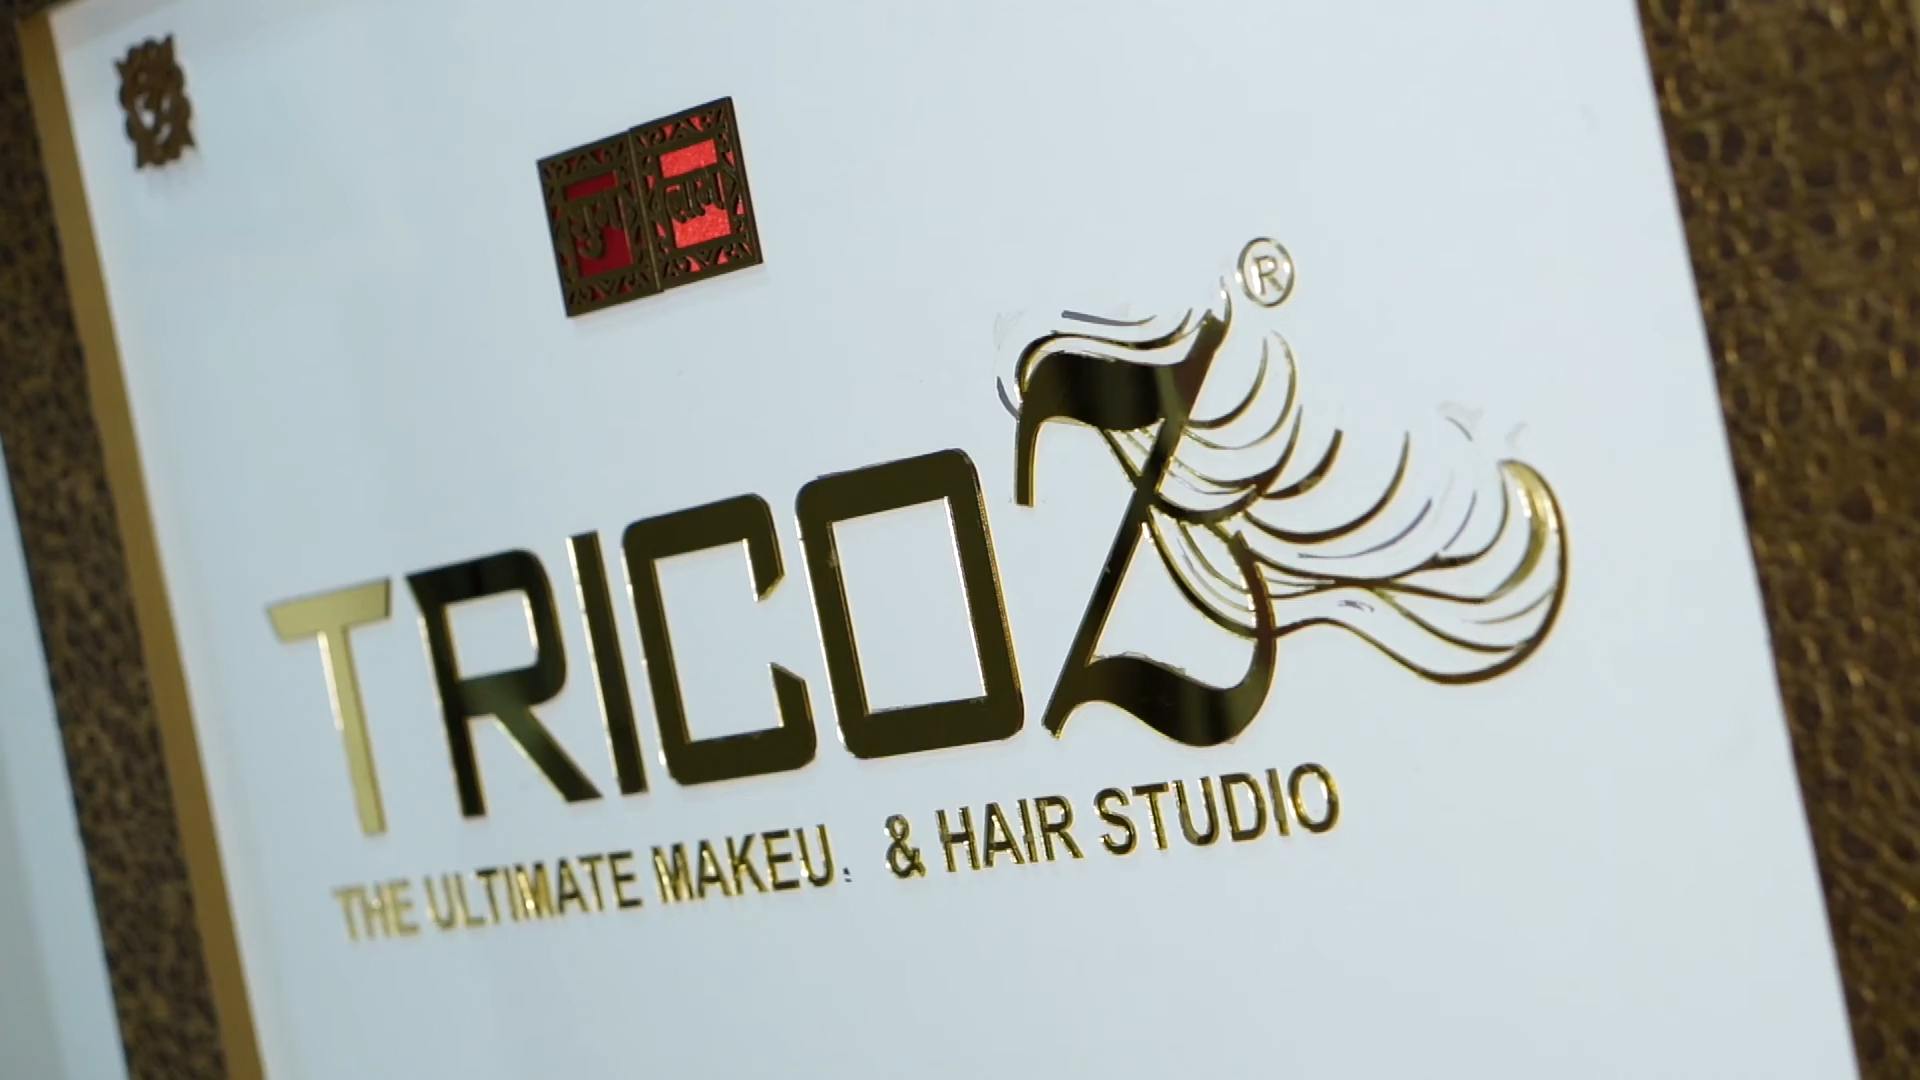 शुभ लाभ
TRICOZ®
THE ULTIMATE MAKEU. & HAIR STUDIO